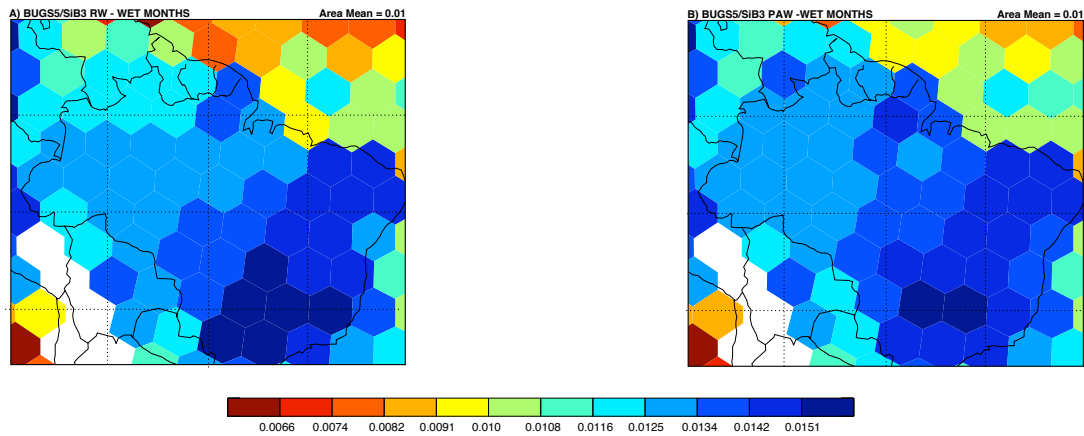 A) BUGS5/SiB3 RW - WET MONTHS Area Mean = 0.01
B) BUGS5/SiB3 PAW -WET MONTHS Area Mean = 0.01
0.0066 0.0074 0.0082 0.0091 0.010 0.0108 0.0116 0.0125 0.0134 0.0142 0.0151